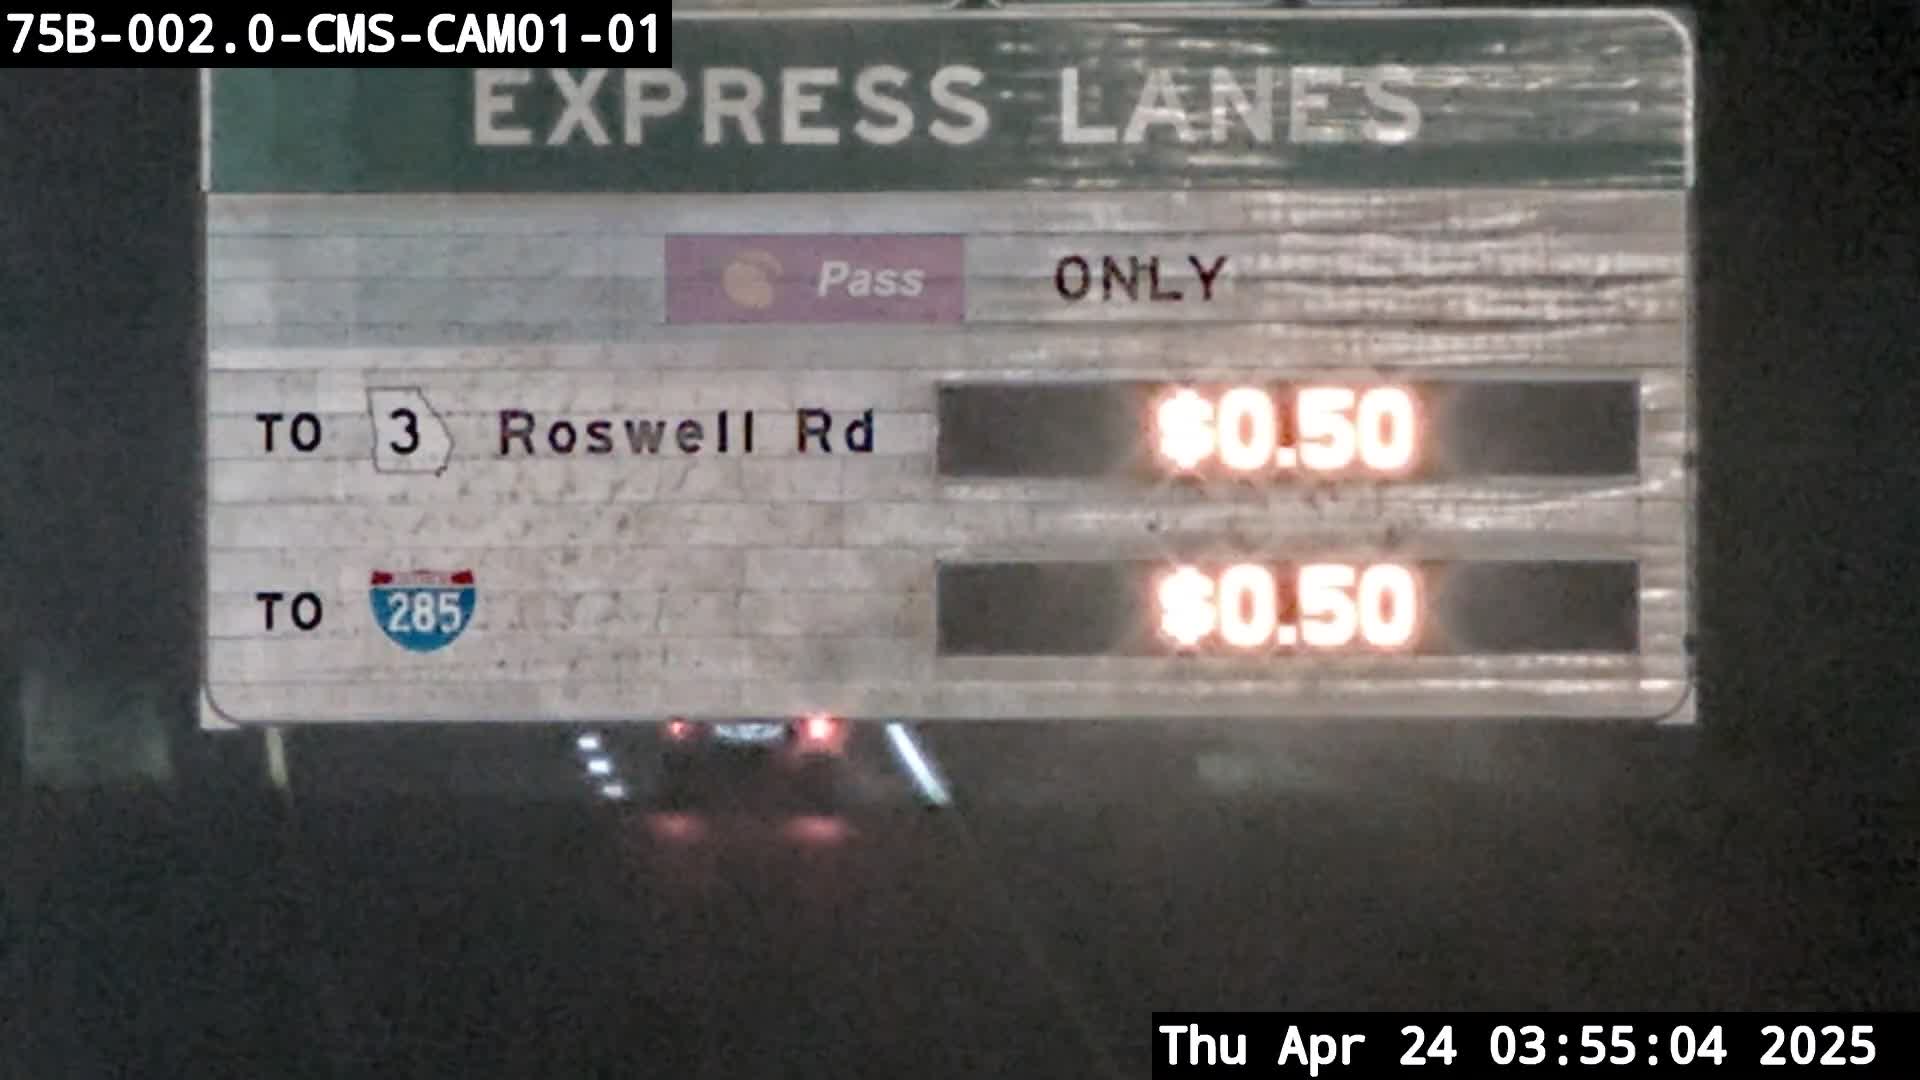 75B-002.0-CMS-CAM01-01
EXPRESS LANES
Pass ONLY
TO 3 Roswell Rd $0.50
TO 285 $0.50
Thu Apr 24 03:55:04 2025